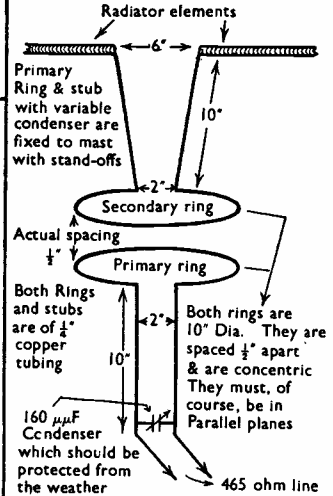 Radiator elements
6"
Primary
Ring & stub
with variable
condenser are
fixed to mast
with stand-offs
10"
2"
Secondary ring
Actual spacing
½"
Primary ring
Both Rings
and stubs
are of ¼"
copper
tubing
2"
10"
Both rings are
10" Dia. They are
spaced ½" apart
& are concentric
They must, of
course, be in
Parallel planes
160 μμF
Condenser
which should be
protected from
the weather
465 ohm line